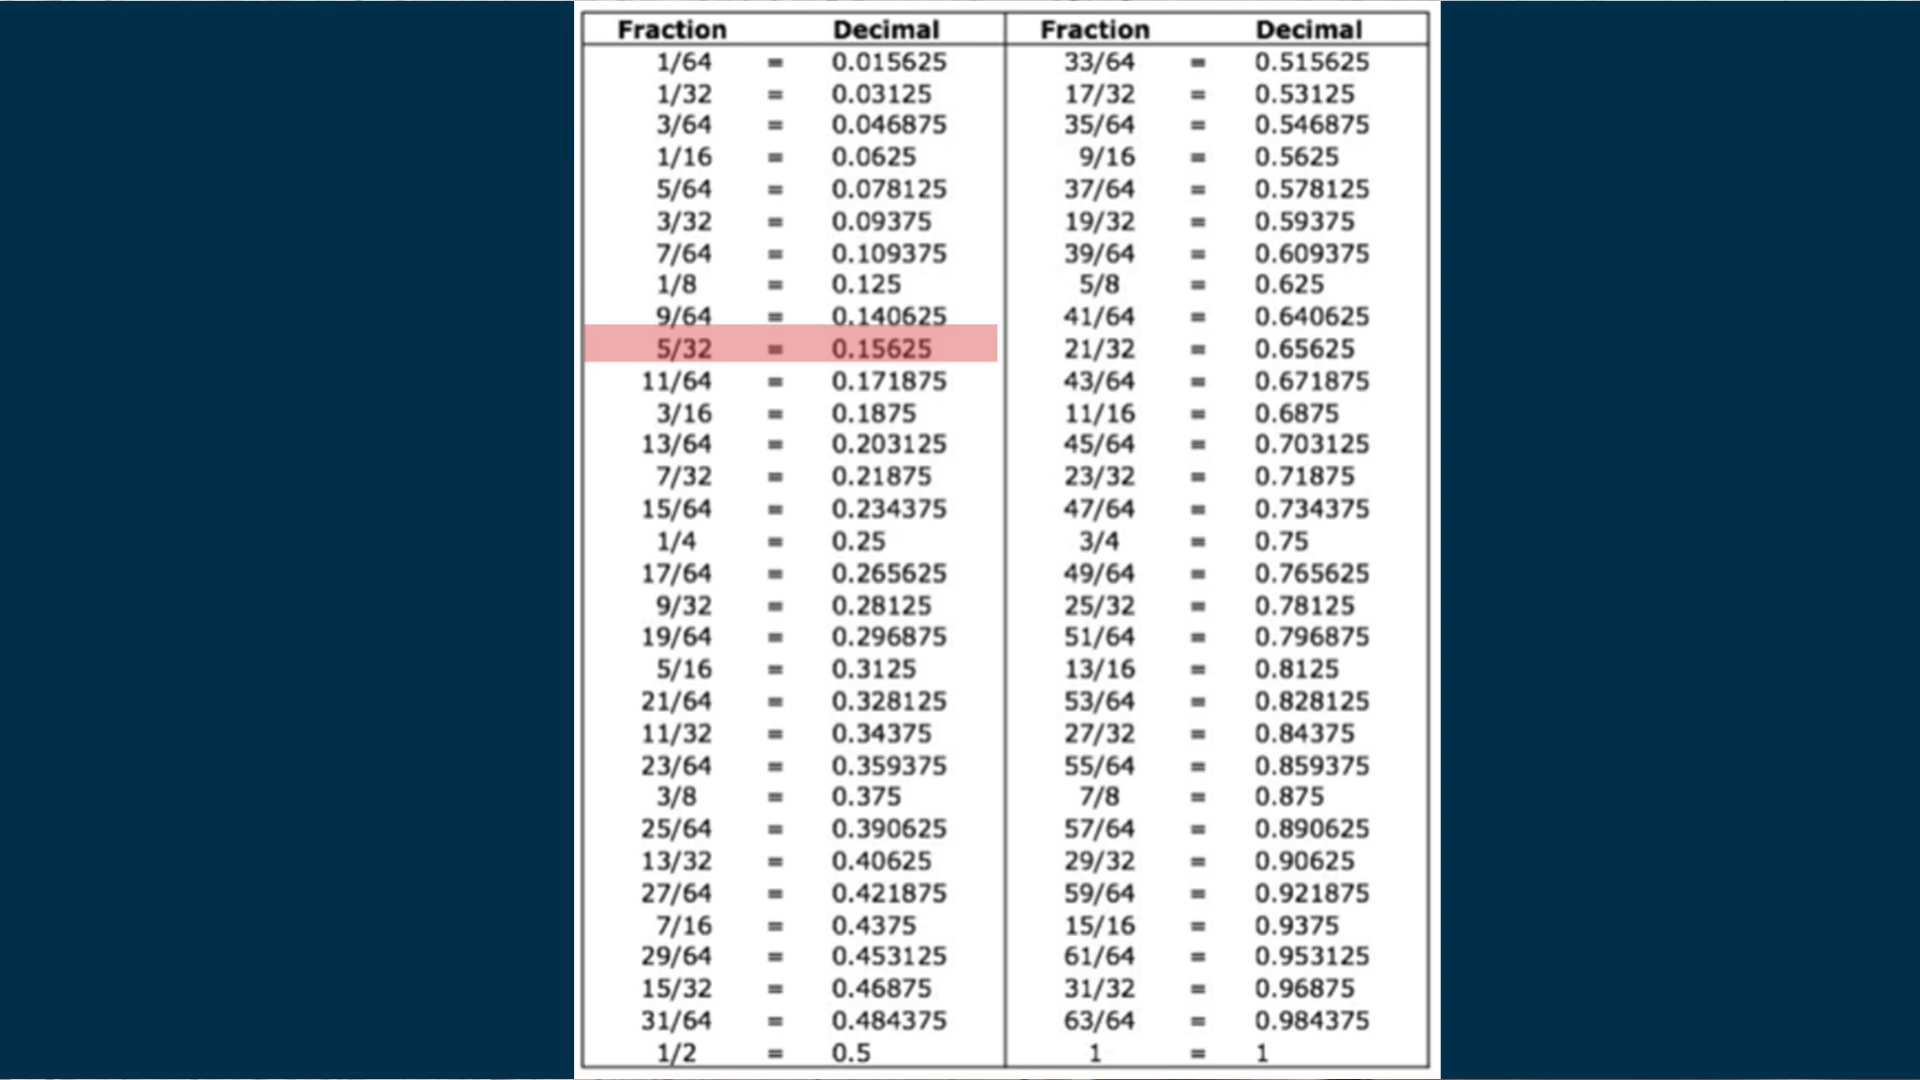 Fraction Decimal Fraction Decimal
1/64 = 0.015625 33/64 = 0.515625
1/32 = 0.03125 17/32 = 0.53125
3/64 = 0.046875 35/64 = 0.546875
1/16 = 0.0625 9/16 = 0.5625
5/64 = 0.078125 37/64 = 0.578125
3/32 = 0.09375 19/32 = 0.59375
7/64 = 0.109375 39/64 = 0.609375
1/8 = 0.125 5/8 = 0.625
9/64 = 0.140625 41/64 = 0.640625
5/32 = 0.15625 21/32 = 0.65625
11/64 = 0.171875 43/64 = 0.671875
3/16 = 0.1875 11/16 = 0.6875
13/64 = 0.203125 45/64 = 0.703125
7/32 = 0.21875 23/32 = 0.71875
15/64 = 0.234375 47/64 = 0.734375
1/4 = 0.25 3/4 = 0.75
17/64 = 0.265625 49/64 = 0.765625
9/32 = 0.28125 25/32 = 0.78125
19/64 = 0.296875 51/64 = 0.796875
5/16 = 0.3125 13/16 = 0.8125
21/64 = 0.328125 53/64 = 0.828125
11/32 = 0.34375 27/32 = 0.84375
23/64 = 0.359375 55/64 = 0.859375
3/8 = 0.375 7/8 = 0.875
25/64 = 0.390625 57/64 = 0.890625
13/32 = 0.40625 29/32 = 0.90625
27/64 = 0.421875 59/64 = 0.921875
7/16 = 0.4375 15/16 = 0.9375
29/64 = 0.453125 61/64 = 0.953125
15/32 = 0.46875 31/32 = 0.96875
31/64 = 0.484375 63/64 = 0.984375
1/2 = 0.5 1 = 1